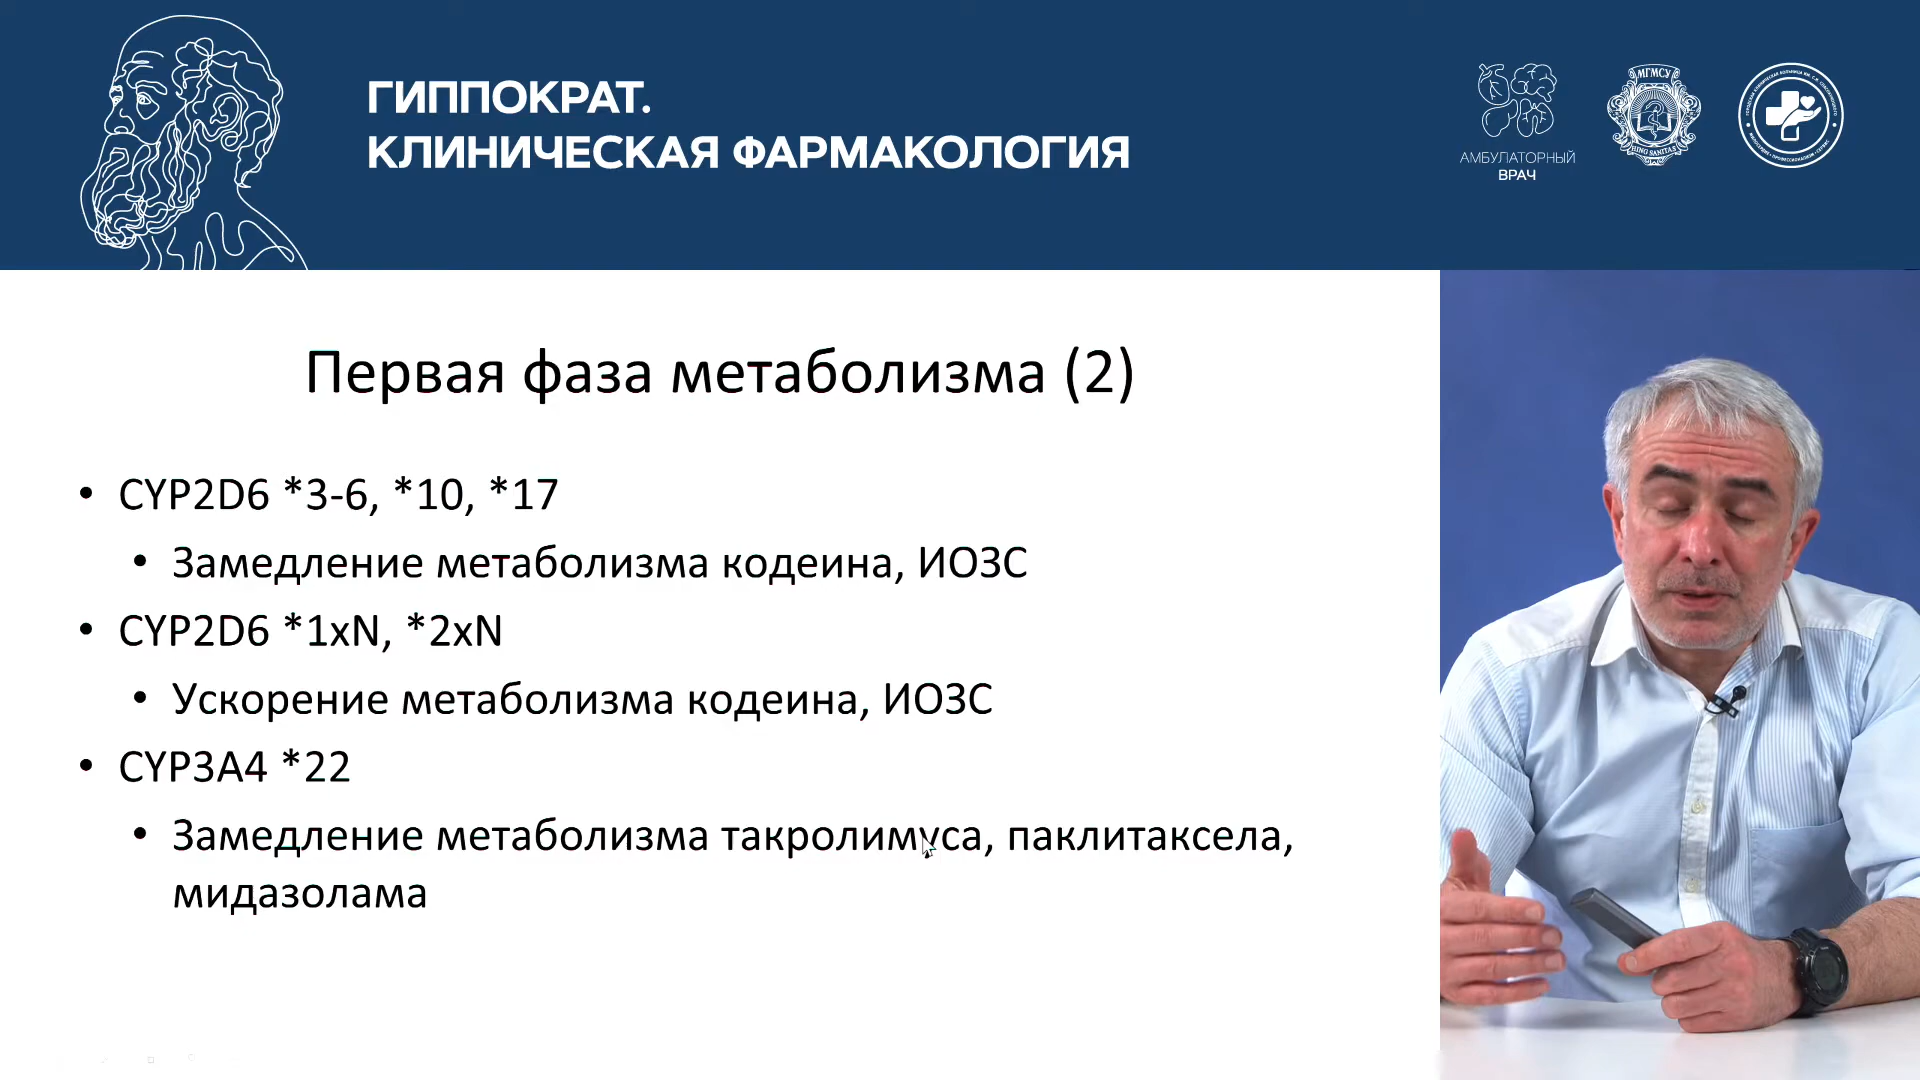 ГИППОКРАТ.
КЛИНИЧЕСКАЯ ФАРМАКОЛОГИЯ
АМБУЛАТОРНЫЙ
ВРАЧ
МГМСУ
Первая фаза метаболизма (2)
• CYP2D6 *3-6, *10, *17
• Замедление метаболизма кодеина, ИОЗС
• CYP2D6 *1xN, *2xN
• Ускорение метаболизма кодеина, ИОЗС
• CYP3A4 *22
• Замедление метаболизма такролимуса, паклитаксела,
мидазолама